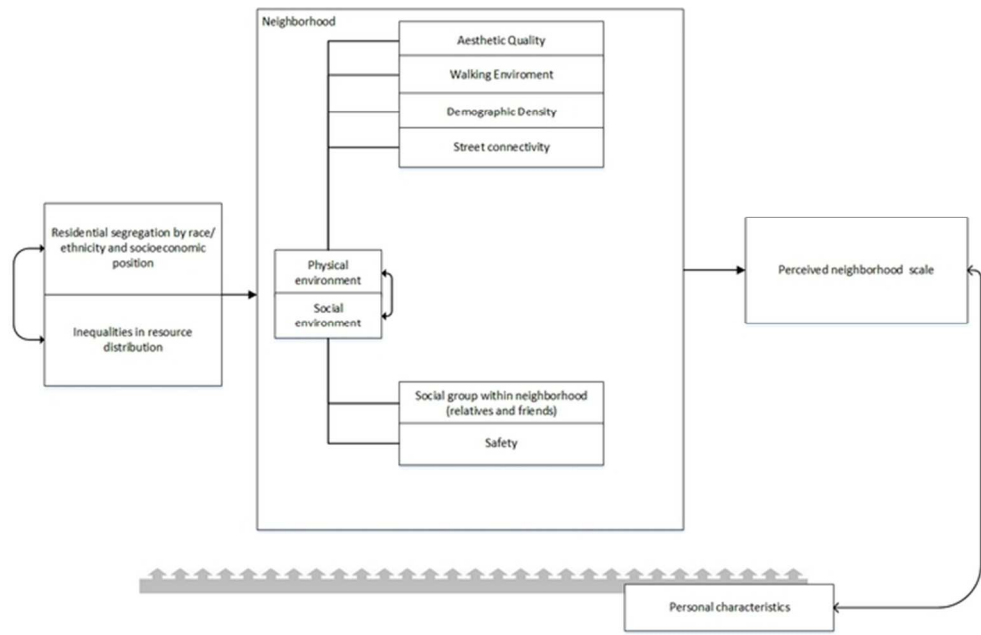 Neighborhood
Aesthetic Quality
Walking Enviroment
Demographic Density
Street connectivity
Residential segregation by race/
ethnicity and socioeconomic
position
Inequalities in resource
distribution
Physical
environment
Social
environment
Social group within neighborhood
(relatives and friends)
Safety
Perceived neighborhood scale
Personal characteristics